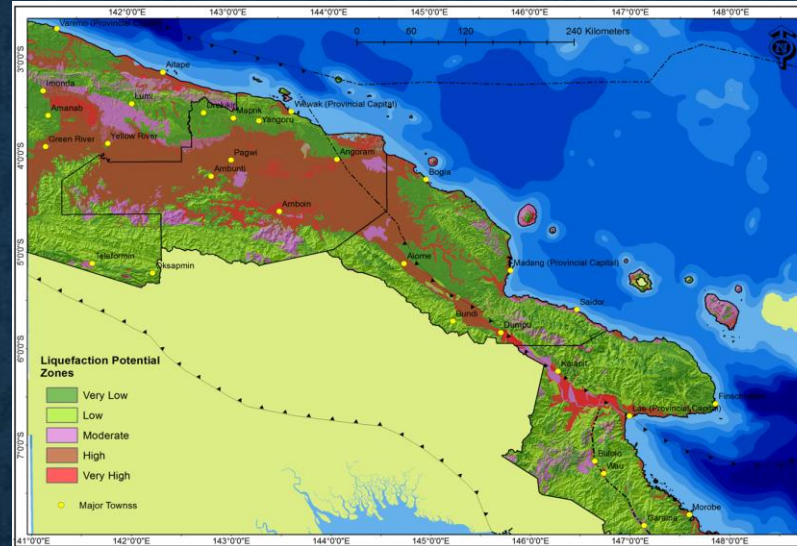 142°0'0"E 143°0'0"E 144°0'0"E 145°0'0"E 146°0'0"E 147°0'0"E 148°0'0"E
Vanimo (Provincial Capital)
0 60 120 240 Kilometers
N
3°0'0"S
Aitape
Imonda
Lumi
Amanab
Dreikikir
Maprik
Wewak (Provincial Capital)
Yangoru
Green River
Yellow River
4°0'0"S
Pagwi
Angoram
Ambunti
Bogia
Amboin
5°0'0"S
Telefomin
Oksapmin
Aiome
Madang (Provincial Capital)
Saidor
Bundi
Dumpu
6°0'0"S
Kaiapit
Liquefaction Potential
Zones
Very Low
Low
Moderate
High
Very High
Major Townss
Finschhafen
Lae (Provincial Capital)
7°0'0"S
Bulolo
Wau
Morobe
Garaina
141°0'0"E 142°0'0"E 143°0'0"E 144°0'0"E 145°0'0"E 146°0'0"E 147°0'0"E 148°0'0"E